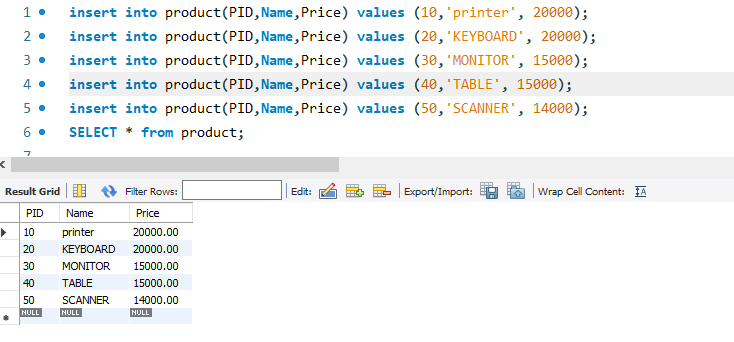 1 insert into product(PID,Name,Price) values (10,'printer', 20000);
2 insert into product(PID,Name,Price) values (20,'KEYBOARD', 20000);
3 insert into product(PID,Name,Price) values (30,'MONITOR', 15000);
4 insert into product(PID,Name,Price) values (40,'TABLE', 15000);
5 insert into product(PID,Name,Price) values (50,'SCANNER', 14000);
6 SELECT * from product;
7
Result Grid Filter Rows: Edit: Export/Import: Wrap Cell Content: IA
PID Name Price
10 printer 20000.00
20 KEYBOARD 20000.00
30 MONITOR 15000.00
40 TABLE 15000.00
50 SCANNER 14000.00
NULL NULL NULL